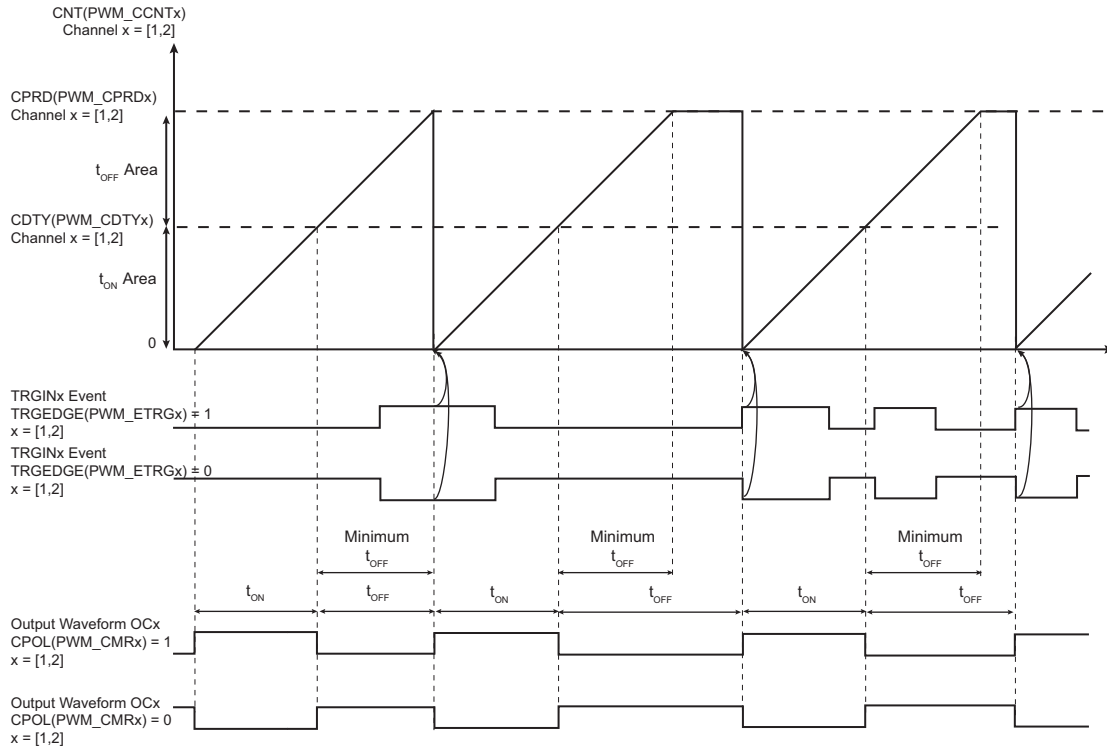 CNT(PWM_CCNTx)
Channel x = [1,2]
CPRD(PWM_CPRDx)
Channel x = [1,2]
tOFF Area
CDTY(PWM_CDTYx)
Channel x = [1,2]
tON Area
0
TRGINx Event
TRGEDGE(PWM_ETRGx) = 1
x = [1,2]
TRGINx Event
TRGEDGE(PWM_ETRGx) = 0
x = [1,2]
Minimum
tOFF
Minimum
tOFF
Minimum
tOFF
tON
tOFF
tON
tOFF
tON
tOFF
Output Waveform OCx
CPOL(PWM_CMRx) = 1
x = [1,2]
Output Waveform OCx
CPOL(PWM_CMRx) = 0
x = [1,2]